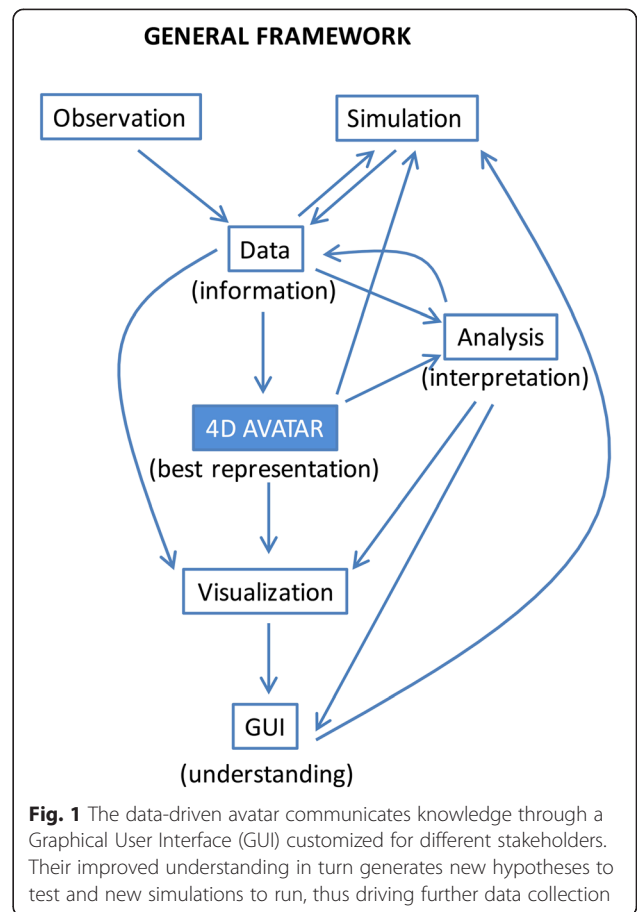 GENERAL FRAMEWORK
Observation
Simulation
Data
(information)
Analysis
(interpretation)
4D AVATAR
(best representation)
Visualization
GUI
(understanding)
Fig. 1 The data-driven avatar communicates knowledge through a
Graphical User Interface (GUI) customized for different stakeholders.
Their improved understanding in turn generates new hypotheses to
test and new simulations to run, thus driving further data collection